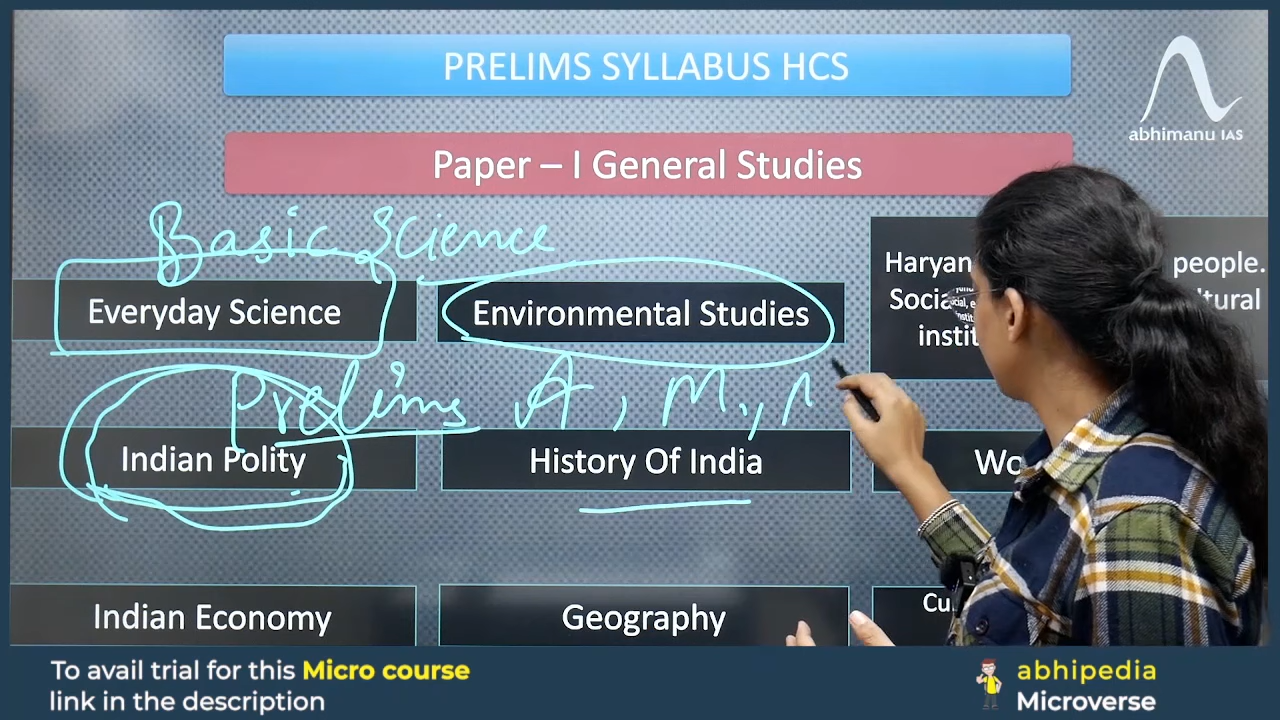 PRELIMS SYLLABUS HCS
abhimanu IAS
Paper – I General Studies
Basic Science
Everyday Science
Environmental Studies
Haryan people.
Socia tural
instit
Prelims A, M, A
Indian Polity
History Of India
Wo
Indian Economy
Geography
Cu
To avail trial for this Micro course
link in the description
abhipedia
Microverse